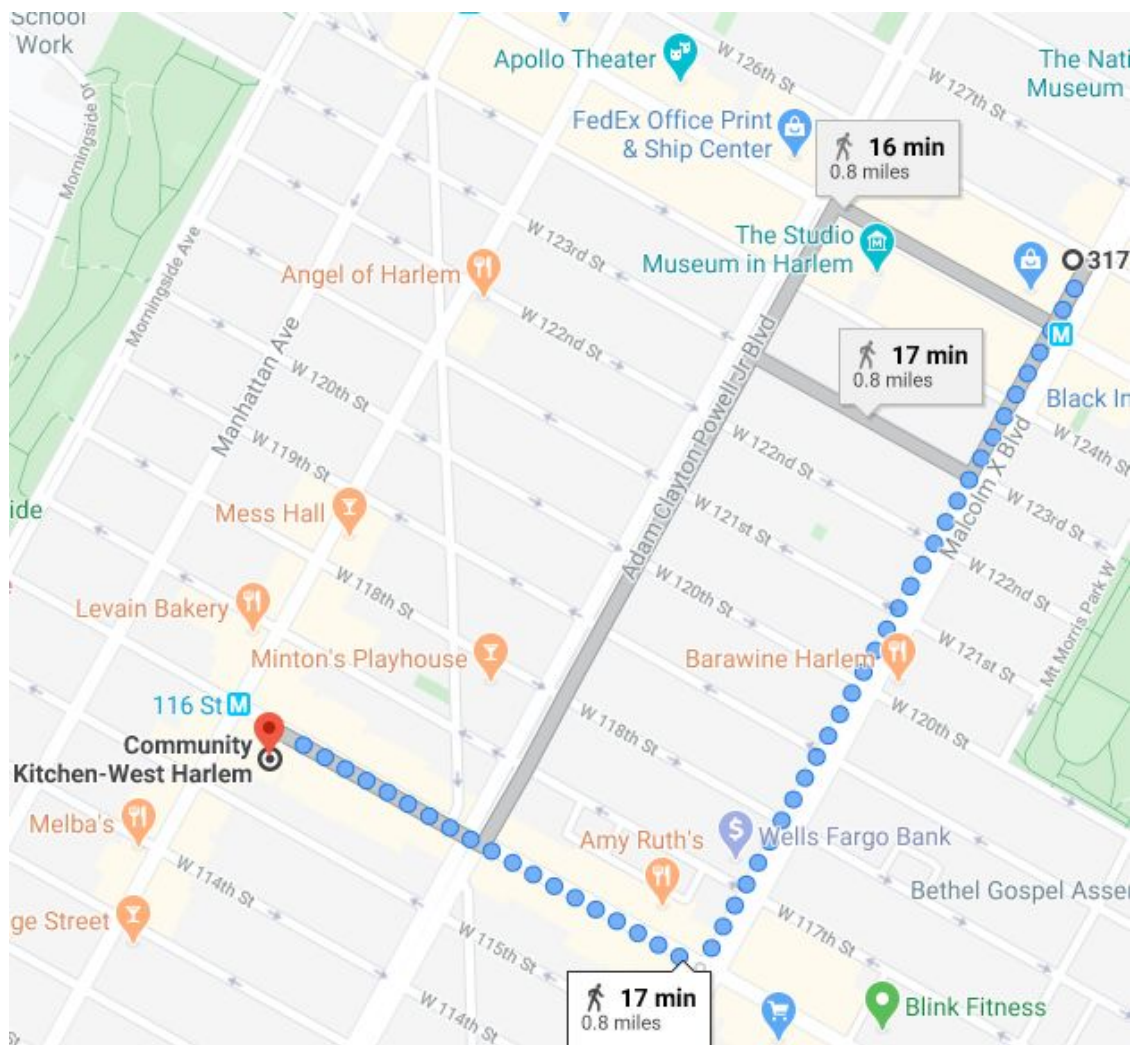 School
Work
Apollo Theater
W 126th St
The Nati
Museum
W 127th St
Morningside Dr
FedEx Office Print
& Ship Center
16 min
0.8 miles
Morningside Ave
W 123rd St
The Studio
Museum in Harlem
M
317
Angel of Harlem
W 122nd St
M
Manhattan Ave
Adam Clayton Powell Jr Blvd
17 min
0.8 miles
Black In
W 120th St
W 124th St
W 122nd St
Malcolm X Blvd
W 119th St
W 123rd St
ide
Mess Hall
W 121st St
W 118th St
W 120th St
W 122nd St
Mt Morris Park W
Levain Bakery
Minton's Playhouse
Barawine Harlem
W 121st St
116 St M
W 118th St
W 120th St
Community
Kitchen-West Harlem
Melba's
Amy Ruth's
$
Wells Fargo Bank
W 114th St
Bethel Gospel Asser
ge Street
W 115th St
W 117th St
17 min
0.8 miles
W 114th St
Blink Fitness